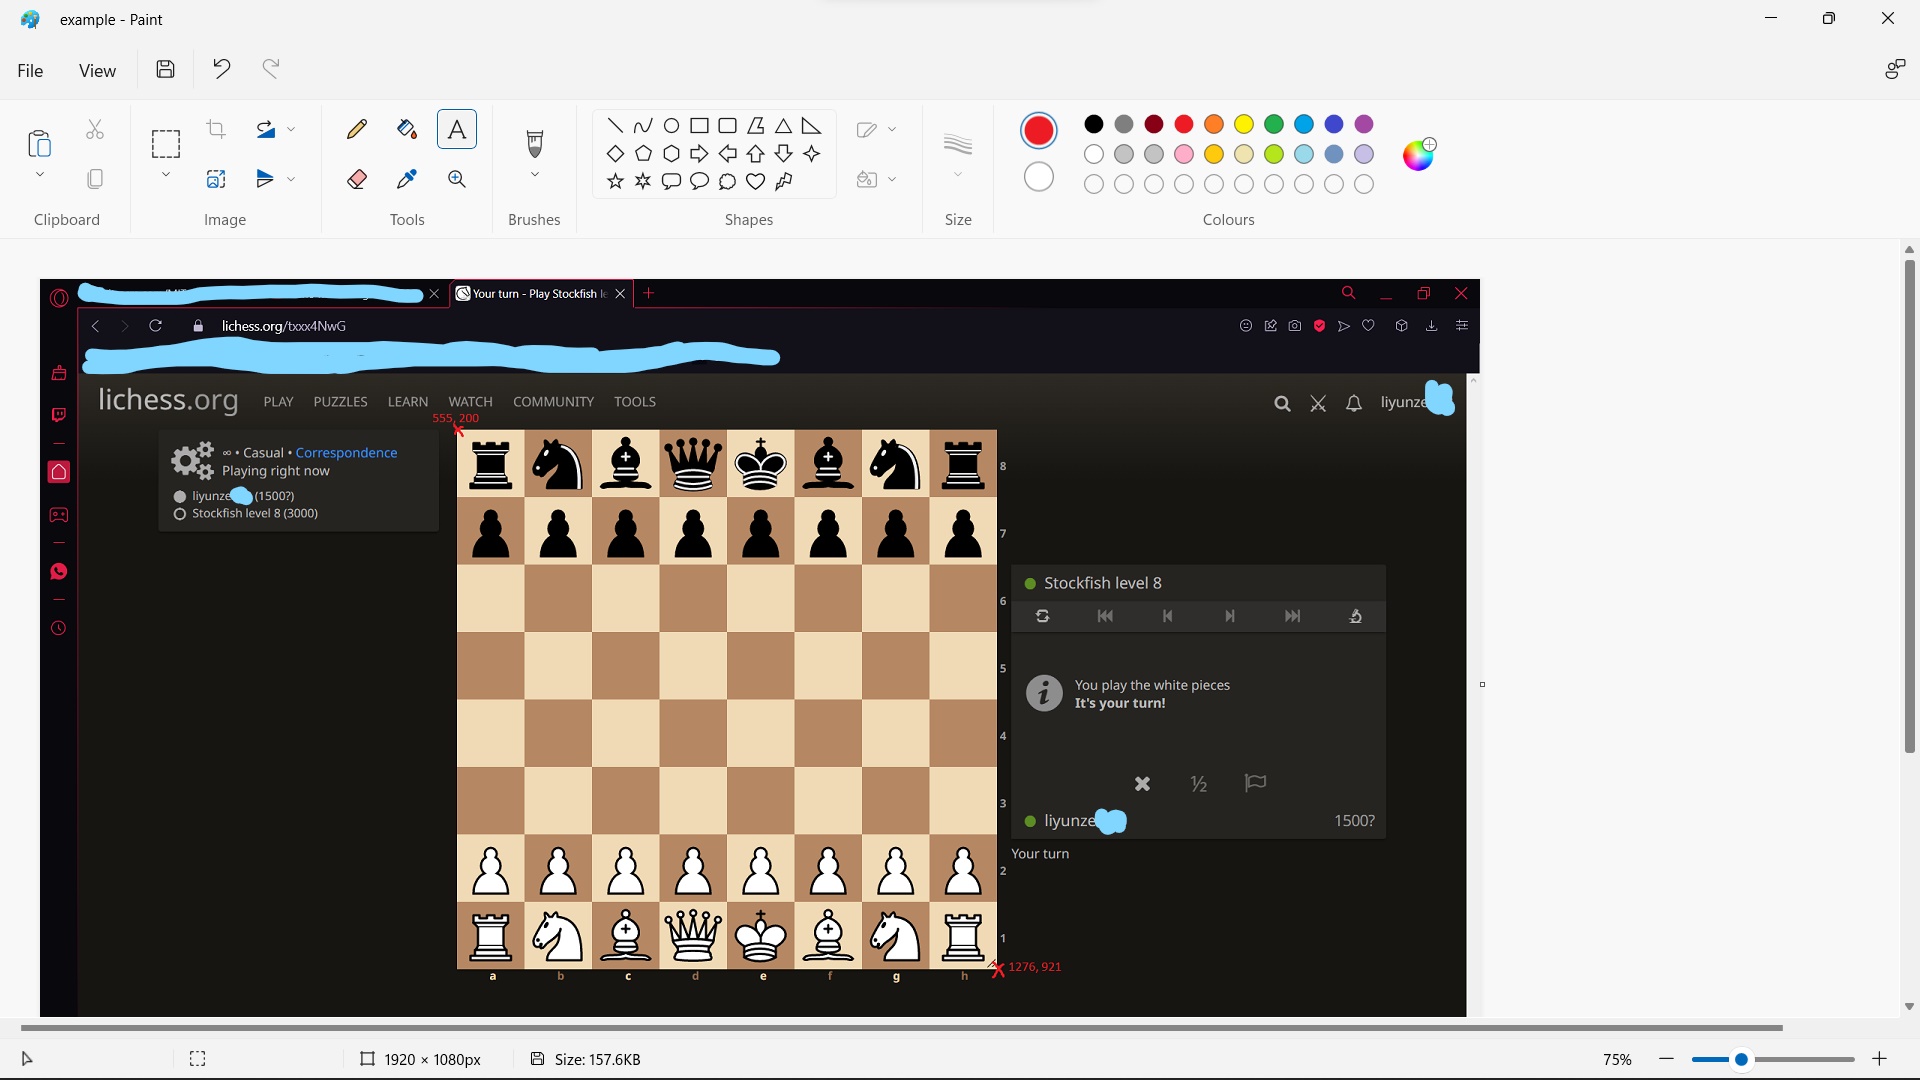 example - Paint
File View
Clipboard Image Tools Brushes Shapes Size Colours
Your turn - Play Stockfish le
lichess.org/txxx4NwG
lichess.org PLAY PUZZLES LEARN WATCH COMMUNITY TOOLS liyunze
555, 200
∞ • Casual • Correspondence
Playing right now
liyunze (1500?)
Stockfish level 8 (3000)
8
7
6
5
4
3
2
1
a b c d e f g h
1276, 921
Stockfish level 8
You play the white pieces
It's your turn!
½
liyunze 1500?
Your turn
1920 × 1080px Size: 157.6KB 75%